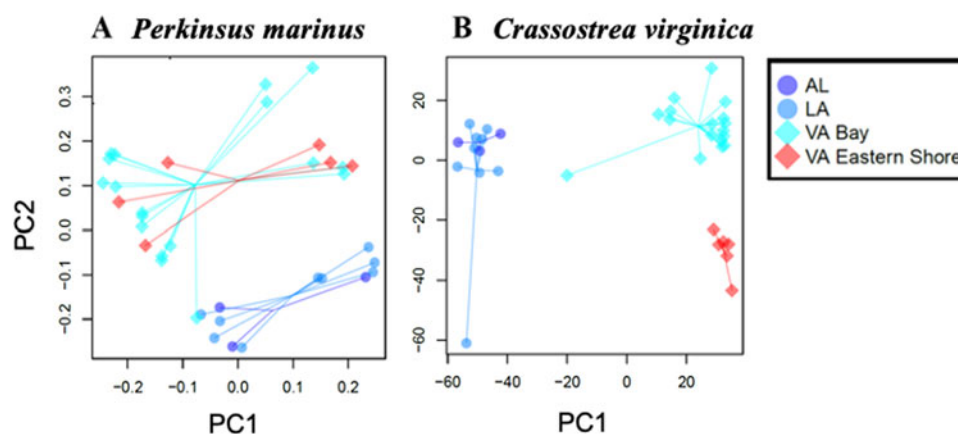 A Perkinsus marinus
B Crassostrea virginica
PC2
0.3
0.2
0.1
0.0
−0.1
−0.2
−0.2 −0.1 0.0 0.1 0.2
PC1
20
0
−20
−40
−60
−60 −40 −20 0 20
PC1
AL
LA
VA Bay
VA Eastern Shore